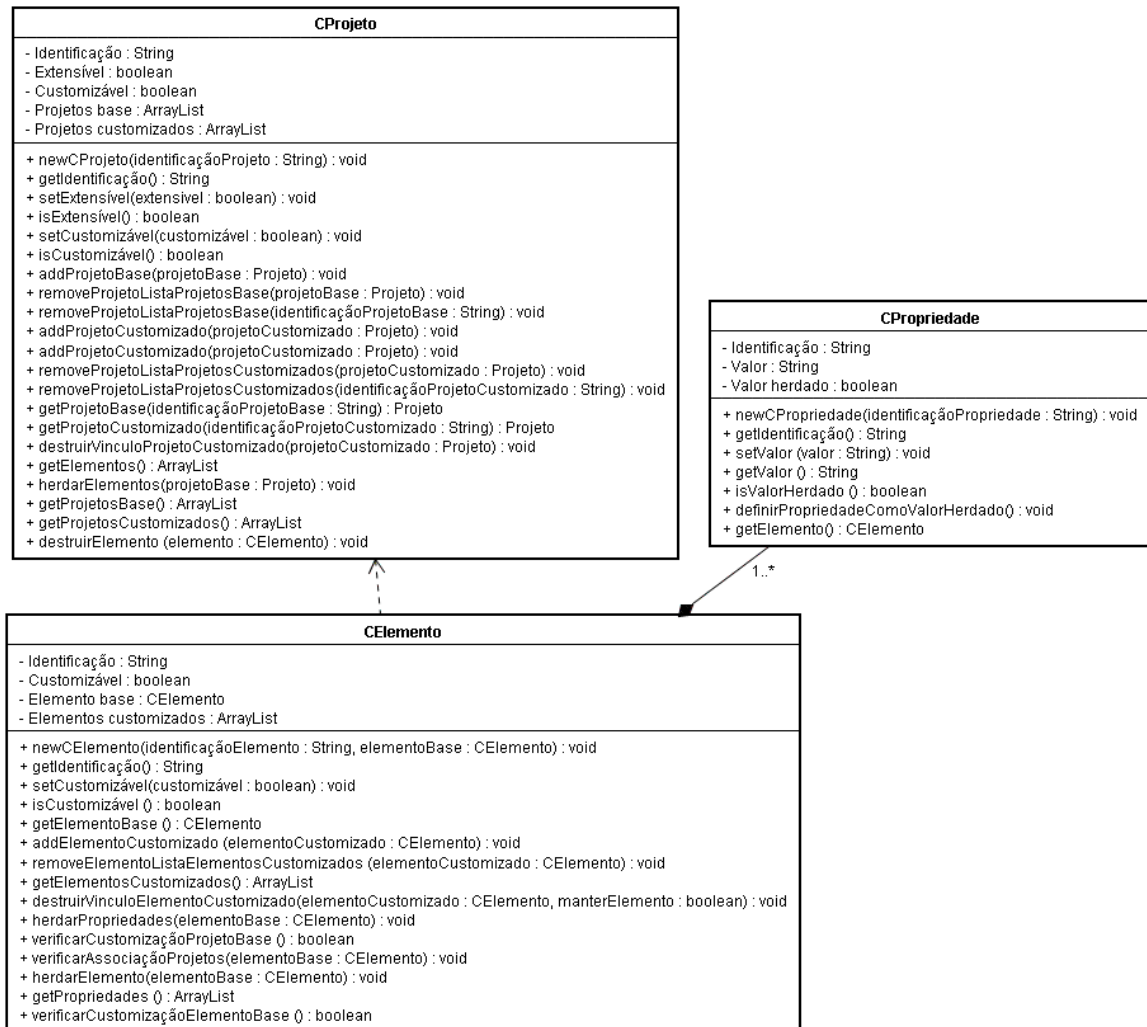 CProjeto
- Identificação : String
- Extensível : boolean
- Customizável : boolean
- Projetos base : ArrayList
- Projetos customizados : ArrayList
+ newCProjeto(identificaçãoProjeto : String) : void
+ getIdentificação() : String
+ setExtensível(extensivel : boolean) : void
+ isExtensível() : boolean
+ setCustomizável(customizável : boolean) : void
+ isCustomizável() : boolean
+ addProjetoBase(projetoBase : Projeto) : void
+ removeProjetoListaProjetosBase(projetoBase : Projeto) : void
+ removeProjetoListaProjetosBase(identificaçãoProjetoBase : String) : void
+ addProjetoCustomizado(projetoCustomizado : Projeto) : void
+ addProjetoCustomizado(projetoCustomizado : Projeto) : void
+ removeProjetoListaProjetosCustomizados(projetoCustomizado : Projeto) : void
+ removeProjetoListaProjetosCustomizados(identificaçãoProjetoCustomizado : String) : void
+ getProjetoBase(identificaçãoProjetoBase : String) : Projeto
+ getProjetoCustomizado(identificaçãoProjetoCustomizado : String) : Projeto
+ destruirVinculoProjetoCustomizado(projetoCustomizado : Projeto) : void
+ getElementos() : ArrayList
+ herdarElementos(projetoBase : Projeto) : void
+ getProjetosBase() : ArrayList
+ getProjetosCustomizados() : ArrayList
+ destruirElemento (elemento : CElemento) : void
CPropriedade
- Identificação : String
- Valor : String
- Valor herdado : boolean
+ newCPropriedade(identificaçãoPropriedade : String) : void
+ getIdentificação() : String
+ setValor (valor : String) : void
+ getValor () : String
+ isValorHerdado () : boolean
+ definirPropriedadeComoValorHerdado() : void
+ getElemento() : CElemento
1..*
CElemento
- Identificação : String
- Customizável : boolean
- Elemento base : CElemento
- Elementos customizados : ArrayList
+ newCElemento(identificaçãoElemento : String, elementoBase : CElemento) : void
+ getIdentificação() : String
+ setCustomizável(customizável : boolean) : void
+ isCustomizável () : boolean
+ getElementoBase () : CElemento
+ addElementoCustomizado (elementoCustomizado : CElemento) : void
+ removeElementoListaElementosCustomizados (elementoCustomizado : CElemento) : void
+ getElementosCustomizados() : ArrayList
+ destruirVinculoElementoCustomizado(elementoCustomizado : CElemento, manterElemento : boolean) : void
+ herdarPropriedades(elementoBase : CElemento) : void
+ verificarCustomizaçãoProjetoBase () : boolean
+ verificarAssociaçãoProjetos(elementoBase : CElemento) : void
+ herdarElemento(elementoBase : CElemento) : void
+ getPropriedades () : ArrayList
+ verificarCustomizaçãoElementoBase () : boolean